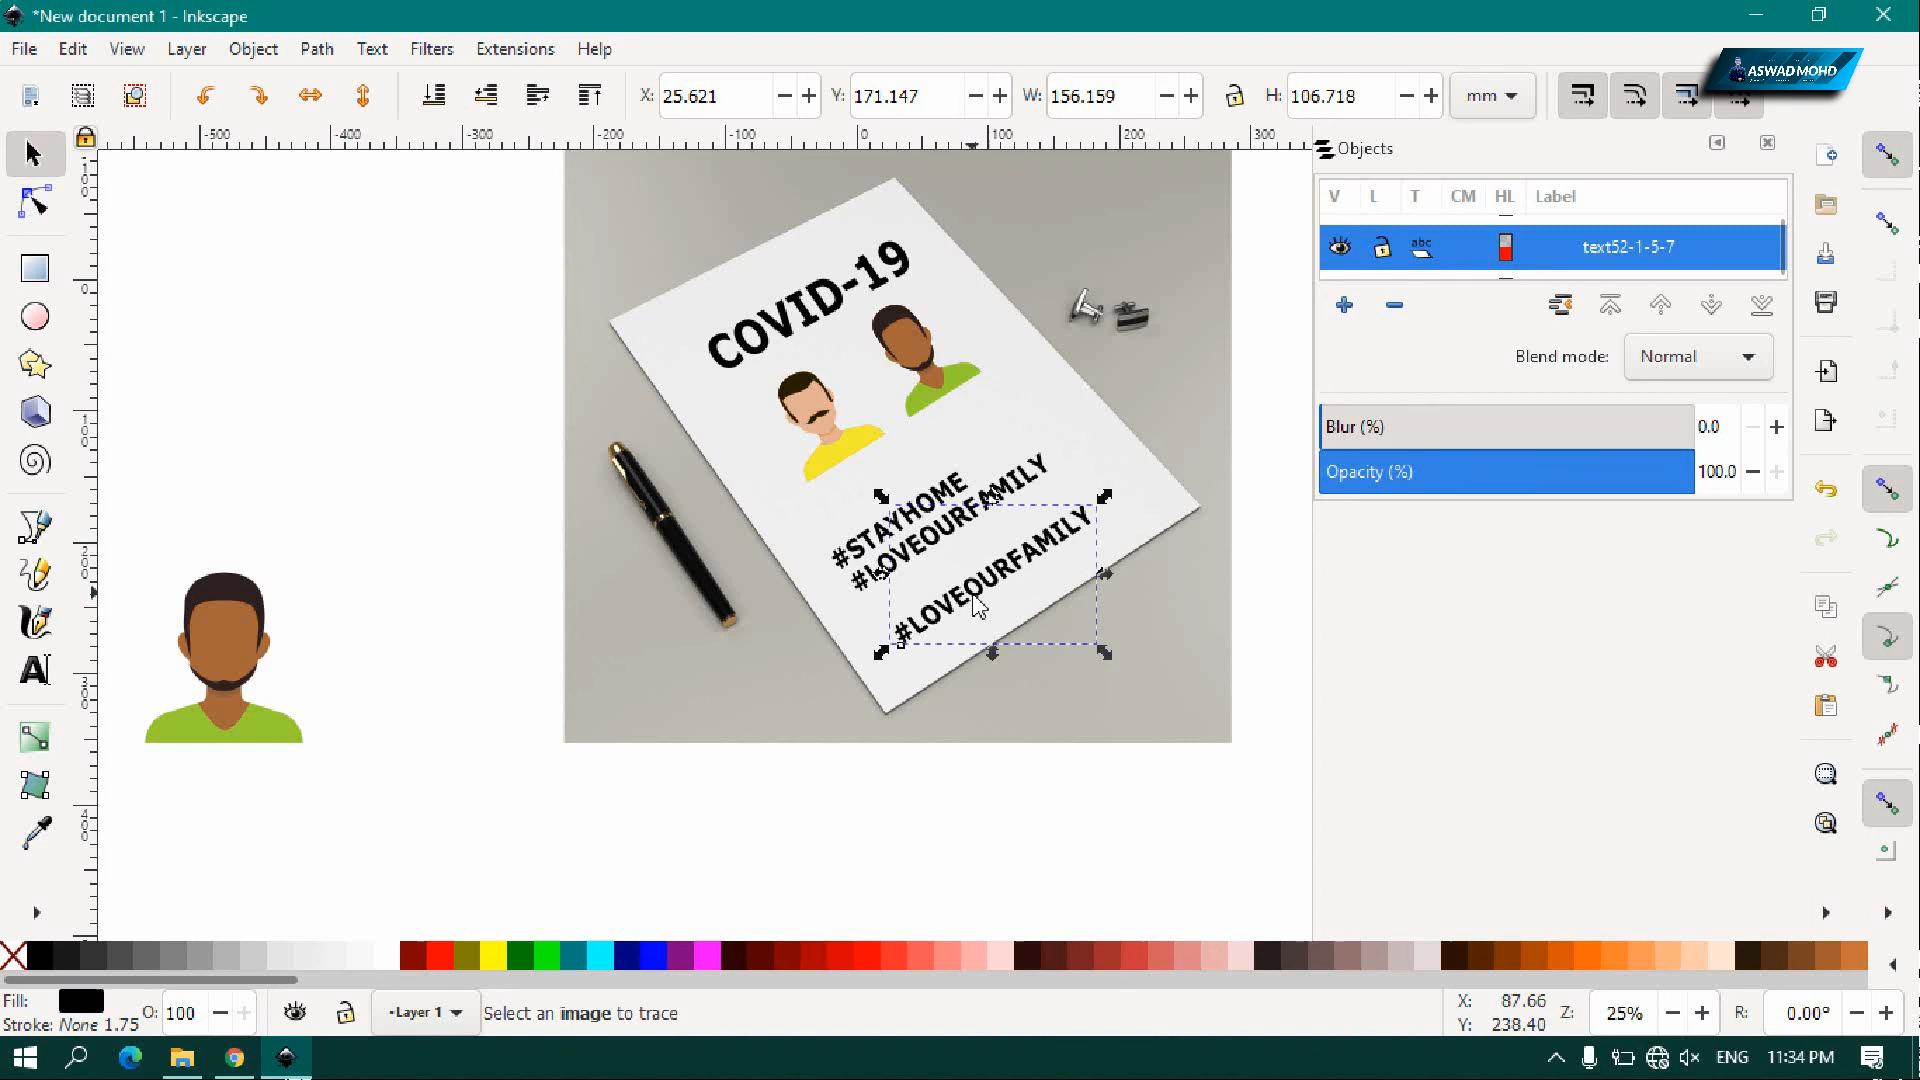 *New document 1 - Inkscape
File Edit View Layer Object Path Text Filters Extensions Help
ASWAD MOHD
X: 25.621 Y: 171.147 W: 156.159 H: 106.718 mm
-500 -400 -300 -200 -100 0 100 200 300
Objects
V L T CM HL Label
abc text52-1-5-7
Blend mode: Normal
Blur (%) 0.0
Opacity (%) 100.0
COVID-19
#STAYHOME
#LOVEOURFAMILY
#LOVEOURFAMILY
A
Fill:
Stroke: None 1.75
O: 100
-Layer 1
Select an image to trace
X: 87.66
Y: 238.40
Z: 25%
R: 0.00°
ENG 11:34 PM